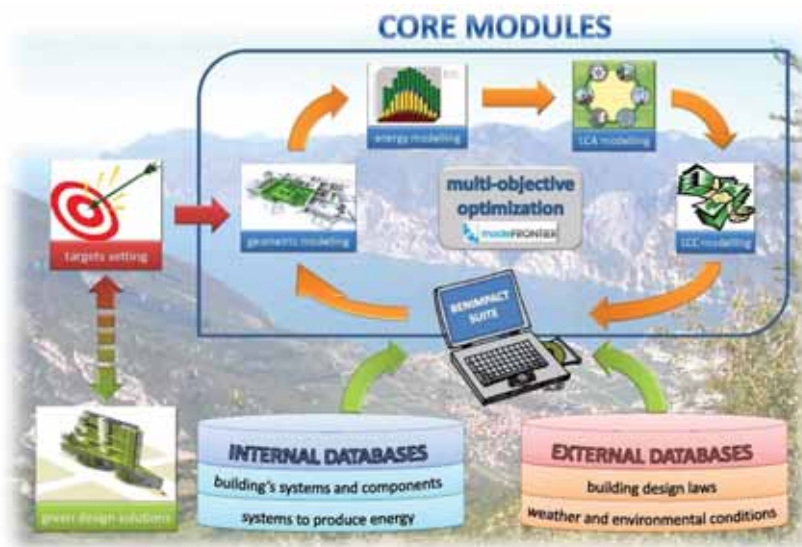 CORE MODULES
energy modelling
LCA modelling
targets setting
geometric modelling
multi-objective
optimization
modeFRONTIER
LCC modelling
BENIMPACT
SUITE
green design solutions
INTERNAL DATABASES
building's systems and components
systems to produce energy
EXTERNAL DATABASES
building design laws
weather and environmental conditions